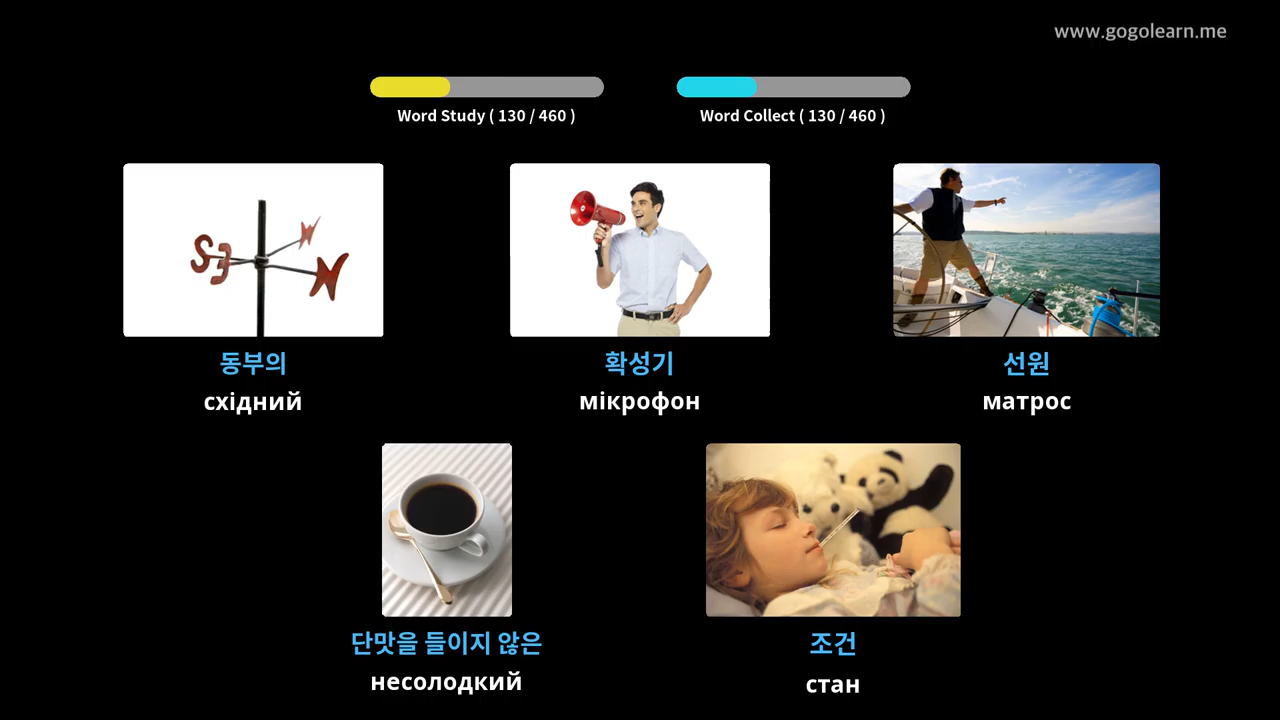 www.gogolearn.me
Word Study ( 130 / 460 )
Word Collect ( 130 / 460 )
S
E
N
동부의
східний
확성기
мікрофон
선원
матрос
단맛을 들이지 않은
несолодкий
조건
стан